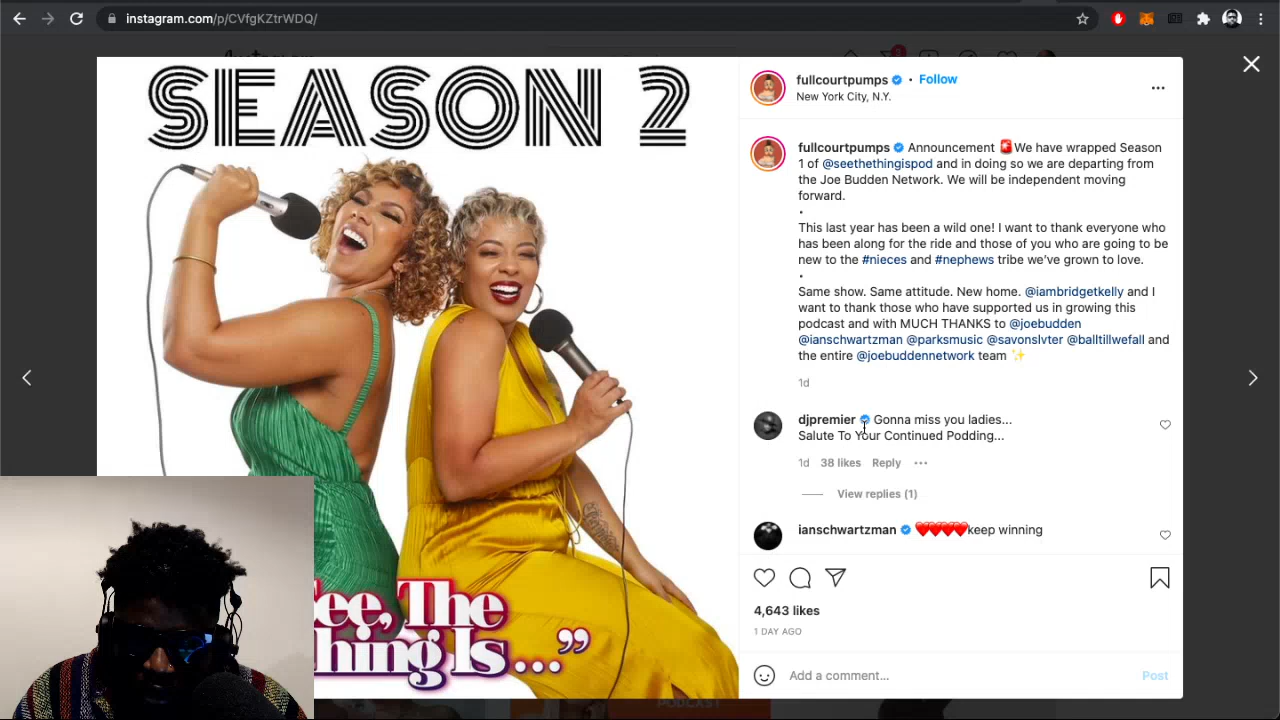 instagram.com/p/CVfgKZtrWDQ/
SEASON 2
ee, The
hing Is...”
fullcourtpumps • Follow
New York City, N.Y.
fullcourtpumps Announcement 🚨We have wrapped Season
1 of @seethethingispod and in doing so we are departing from
the Joe Budden Network. We will be independent moving
forward.
•
This last year has been a wild one! I want to thank everyone who
has been along for the ride and those of you who are going to be
new to the #nieces and #nephews tribe we’ve grown to love.
•
Same show. Same attitude. New home. @iambridgetkelly and I
want to thank those who have supported us in growing this
podcast and with MUCH THANKS to @joebudden
@ianschwartzman @parksmusic @savonslvter @balltillwefall and
the entire @joebuddennetwork team ✨
1d
djpremier Gonna miss you ladies...
Salute To Your Continued Podding...
1d 38 likes Reply
View replies (1)
ianschwartzman ❤️❤️❤️❤️keep winning
4,643 likes
1 DAY AGO
Add a comment... Post
PODCAST